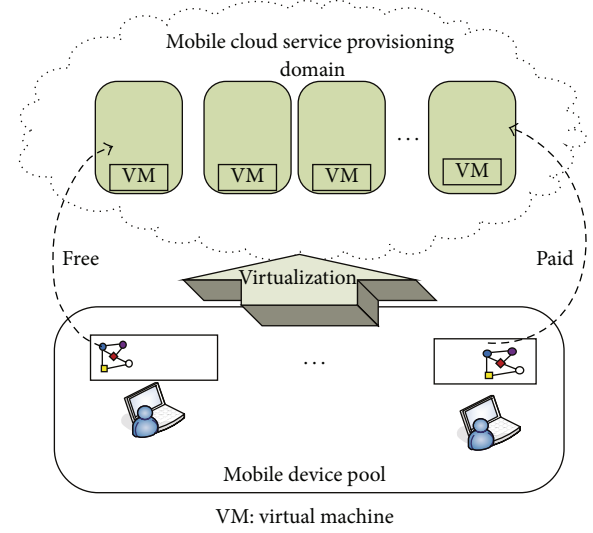 Mobile cloud service provisioning
domain
...
VM VM VM VM
Free
Paid
Virtualization
...
Mobile device pool
VM: virtual machine